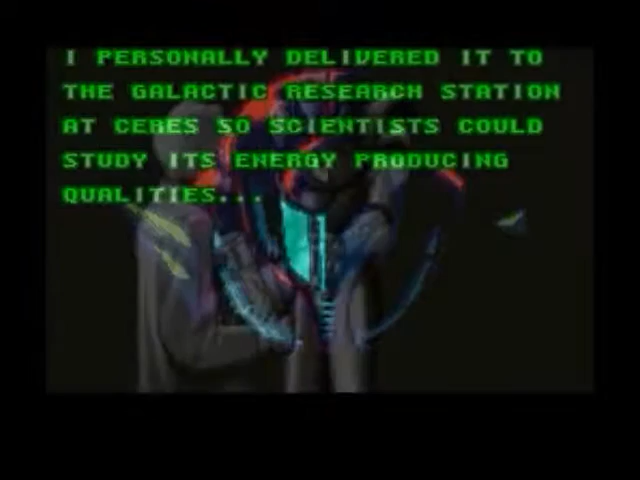 I PERSONALLY DELIVERED IT TO
THE GALACTIC RESEARCH STATION
AT CERES SO SCIENTISTS COULD
STUDY ITS ENERGY PRODUCING
QUALITIES...